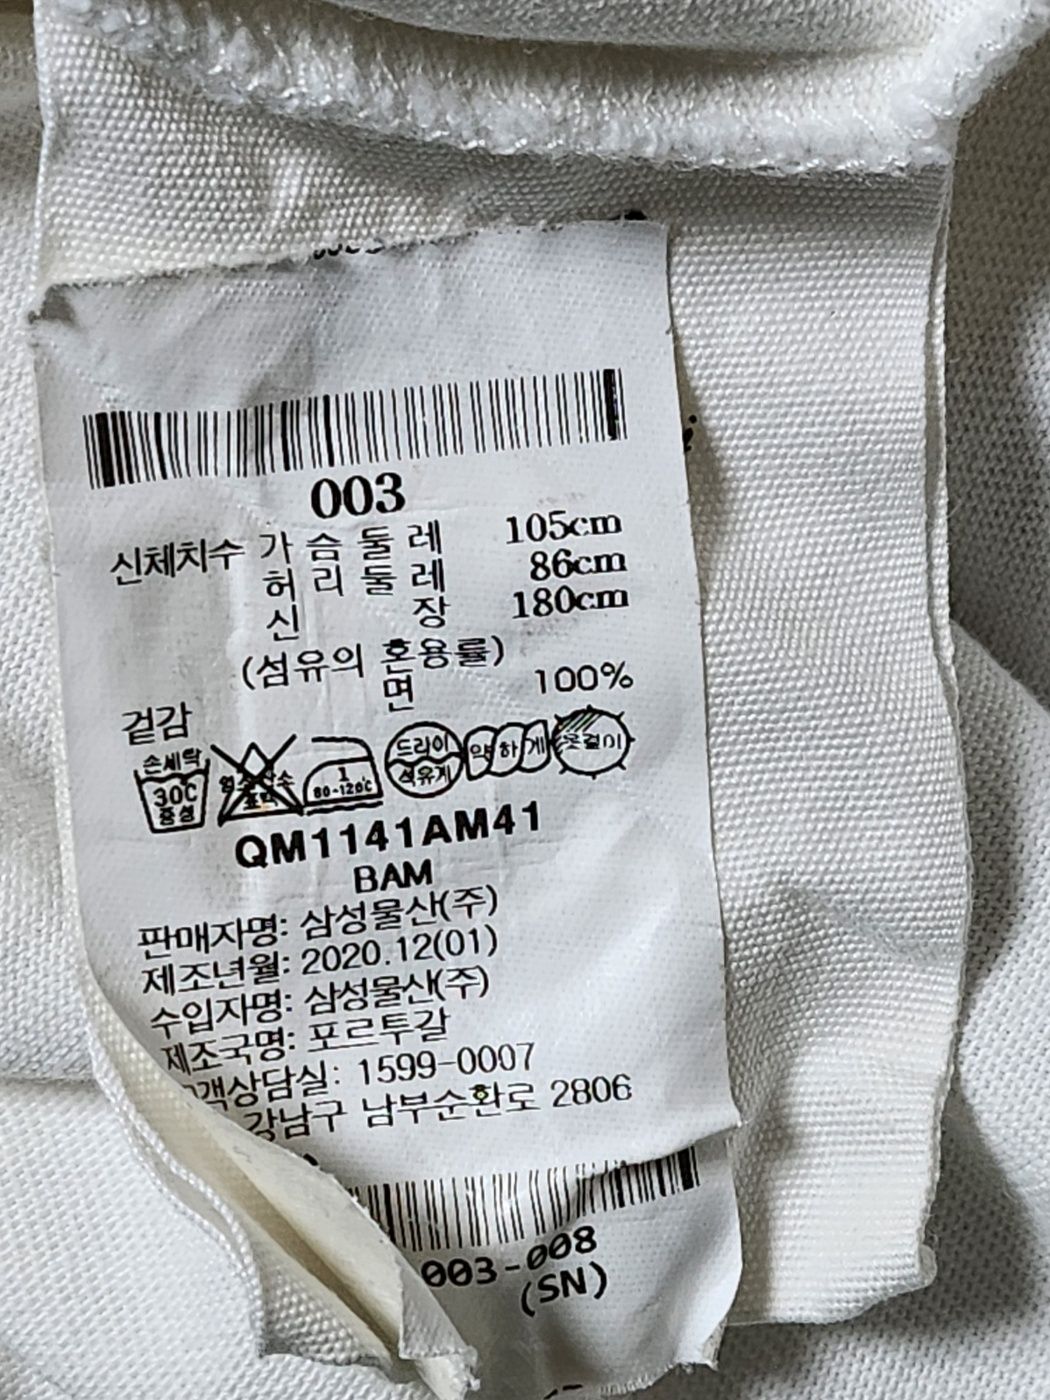 003
신체치수 가 슴 둘 레 105cm
허 리 둘 레 86cm
신 장 180cm
(섬유의 혼용률)
면 100%
겉감
손세탁
30℃
중성
1
80-120℃
드라이
석유계
약하게
옷걸이
QM1141AM41
BAM
판매자명: 삼성물산(주)
제조년월: 2020.12(01)
수입자명: 삼성물산(주)
제조국명: 포르투갈
객상담실: 1599-0007
강남구 남부순환로 2806
003-008
(SN)